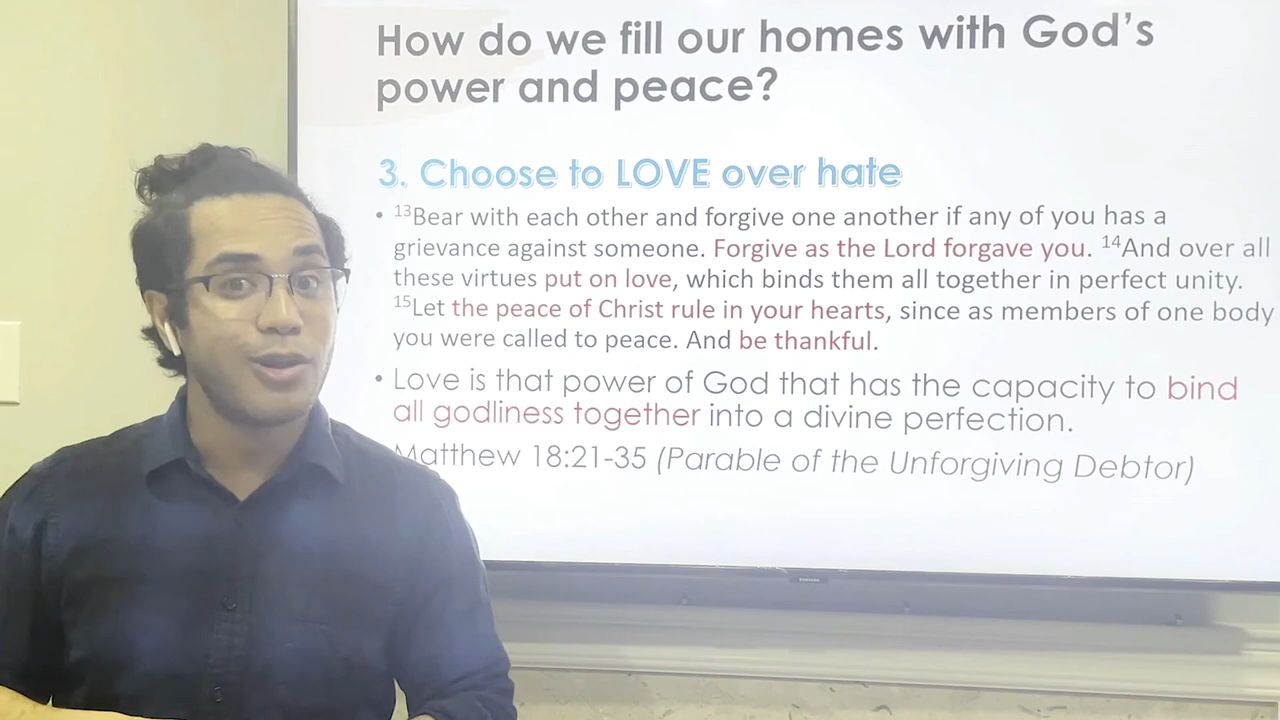 How do we fill our homes with God's
power and peace?
3. Choose to LOVE over hate
• 13Bear with each other and forgive one another if any of you has a
grievance against someone. Forgive as the Lord forgave you. 14And over all
these virtues put on love, which binds them all together in perfect unity.
15Let the peace of Christ rule in your hearts, since as members of one body
you were called to peace. And be thankful.
• Love is that power of God that has the capacity to bind
all godliness together into a divine perfection.
Matthew 18:21-35 (Parable of the Unforgiving Debtor)
SAMSUNG